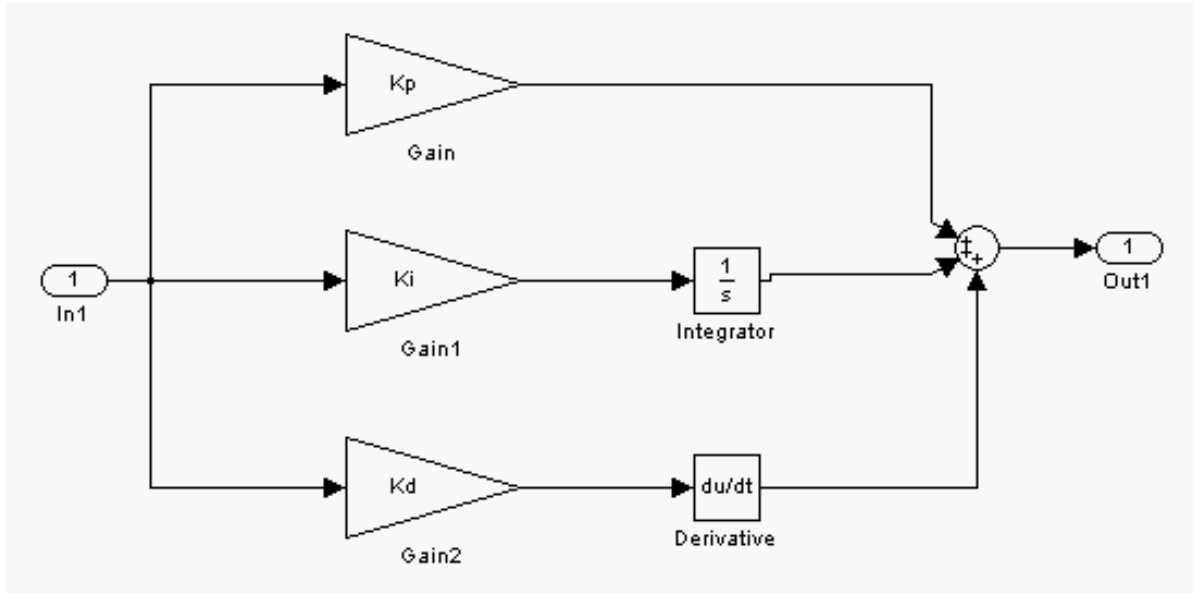 Kp
Gain
1
In1
Ki
Gain1
1
s
Integrator
+
+
+
1
Out1
Kd
Gain2
du/dt
Derivative